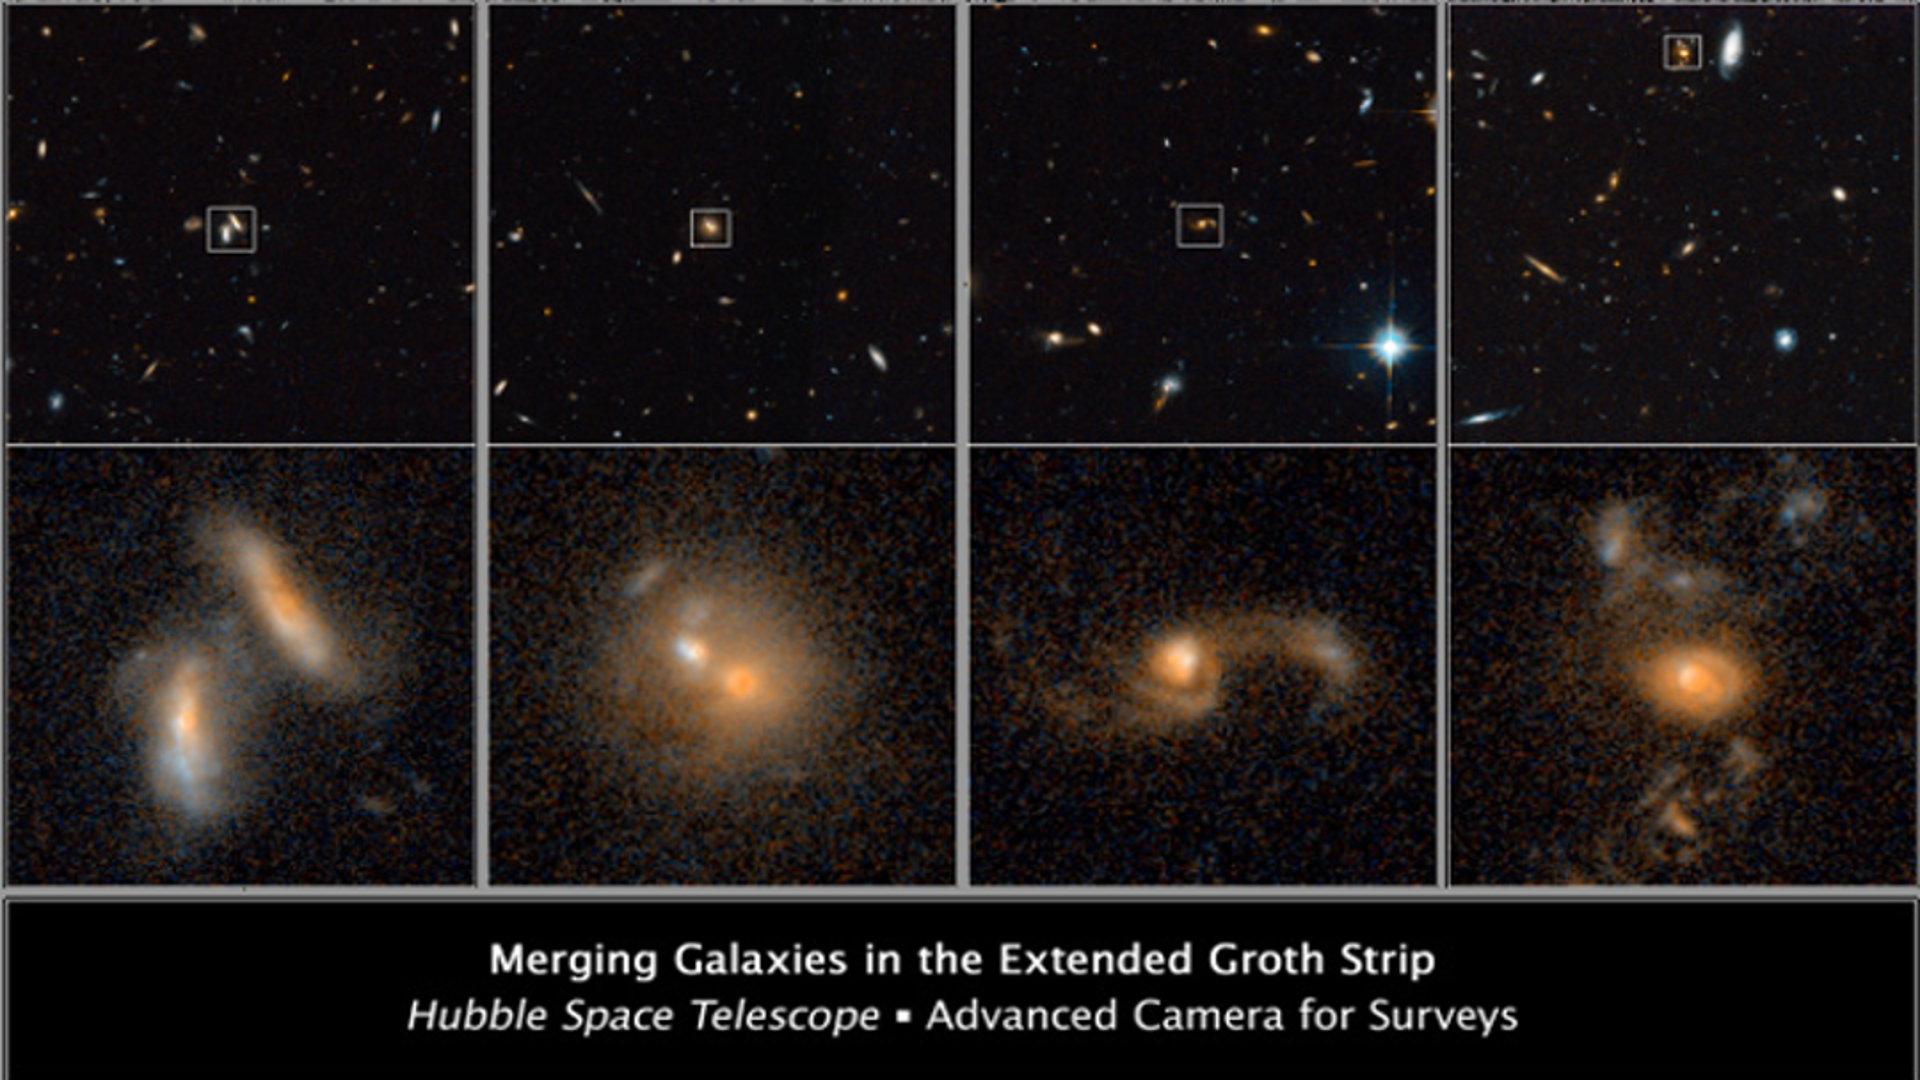 Merging Galaxies in the Extended Groth Strip
Hubble Space Telescope ▪ Advanced Camera for Surveys